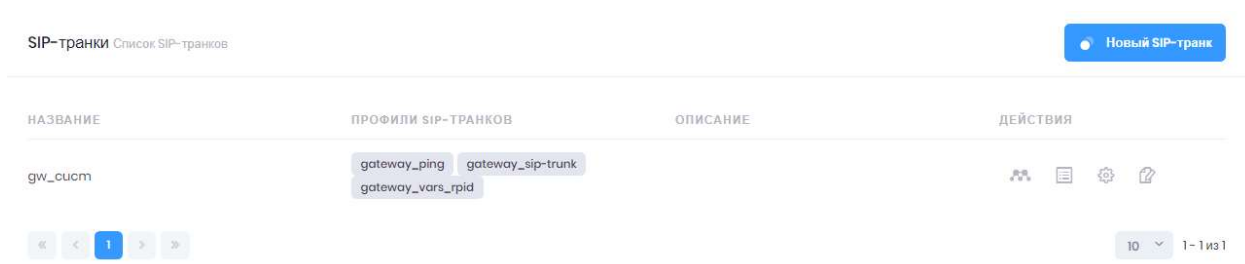 SIP-транки Список SIP-транков
Новый SIP-транк
НАЗВАНИЕ ПРОФИЛИ SIP-ТРАНКОВ ОПИСАНИЕ ДЕЙСТВИЯ
gateway_ping gateway_sip-trunk
gw_cucm
gateway_vars_rpid
« < 1 > » 10 1 - 1 из 1